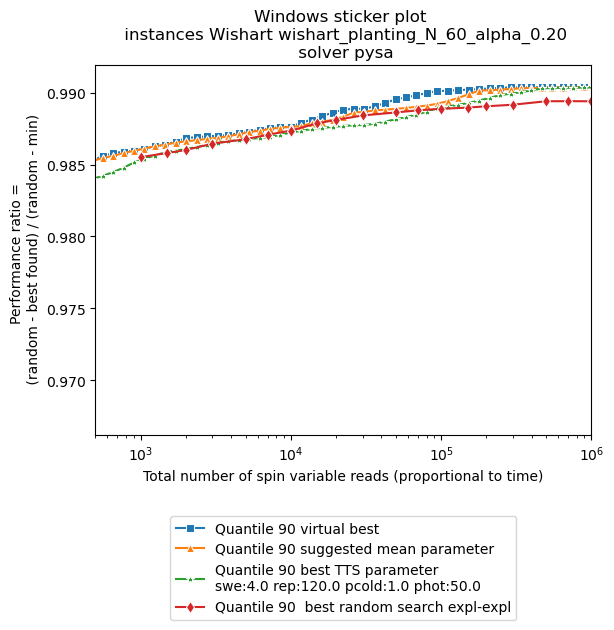 Windows sticker plot
instances Wishart wishart_planting_N_60_alpha_0.20
solver pysa
Performance ratio =
(random - best found) / (random - min)
0.990
0.985
0.980
0.975
0.970
10³
10⁴
10⁵
10⁶
Total number of spin variable reads (proportional to time)
Quantile 90 virtual best
Quantile 90 suggested mean parameter
Quantile 90 best TTS parameter
swe:4.0 rep:120.0 pcold:1.0 phot:50.0
Quantile 90  best random search expl-expl